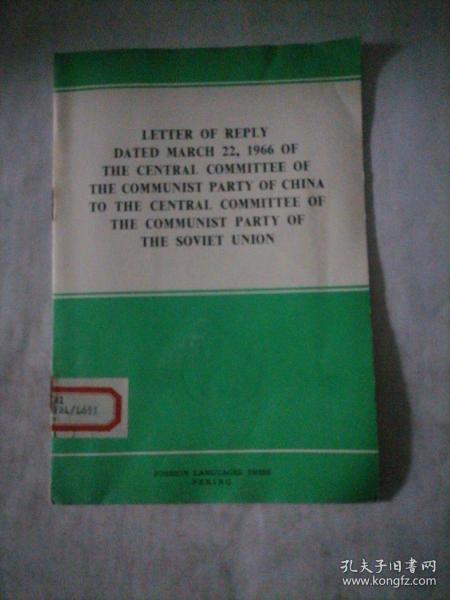 LETTER OF REPLY
DATED MARCH 22, 1966 OF
THE CENTRAL COMMITTEE OF
THE COMMUNIST PARTY OF CHINA
TO THE CENTRAL COMMITTEE OF
THE COMMUNIST PARTY OF
THE SOVIET UNION
FOREIGN LANGUAGES PRESS
PEKING
孔夫子旧书网
www.kongfz.com